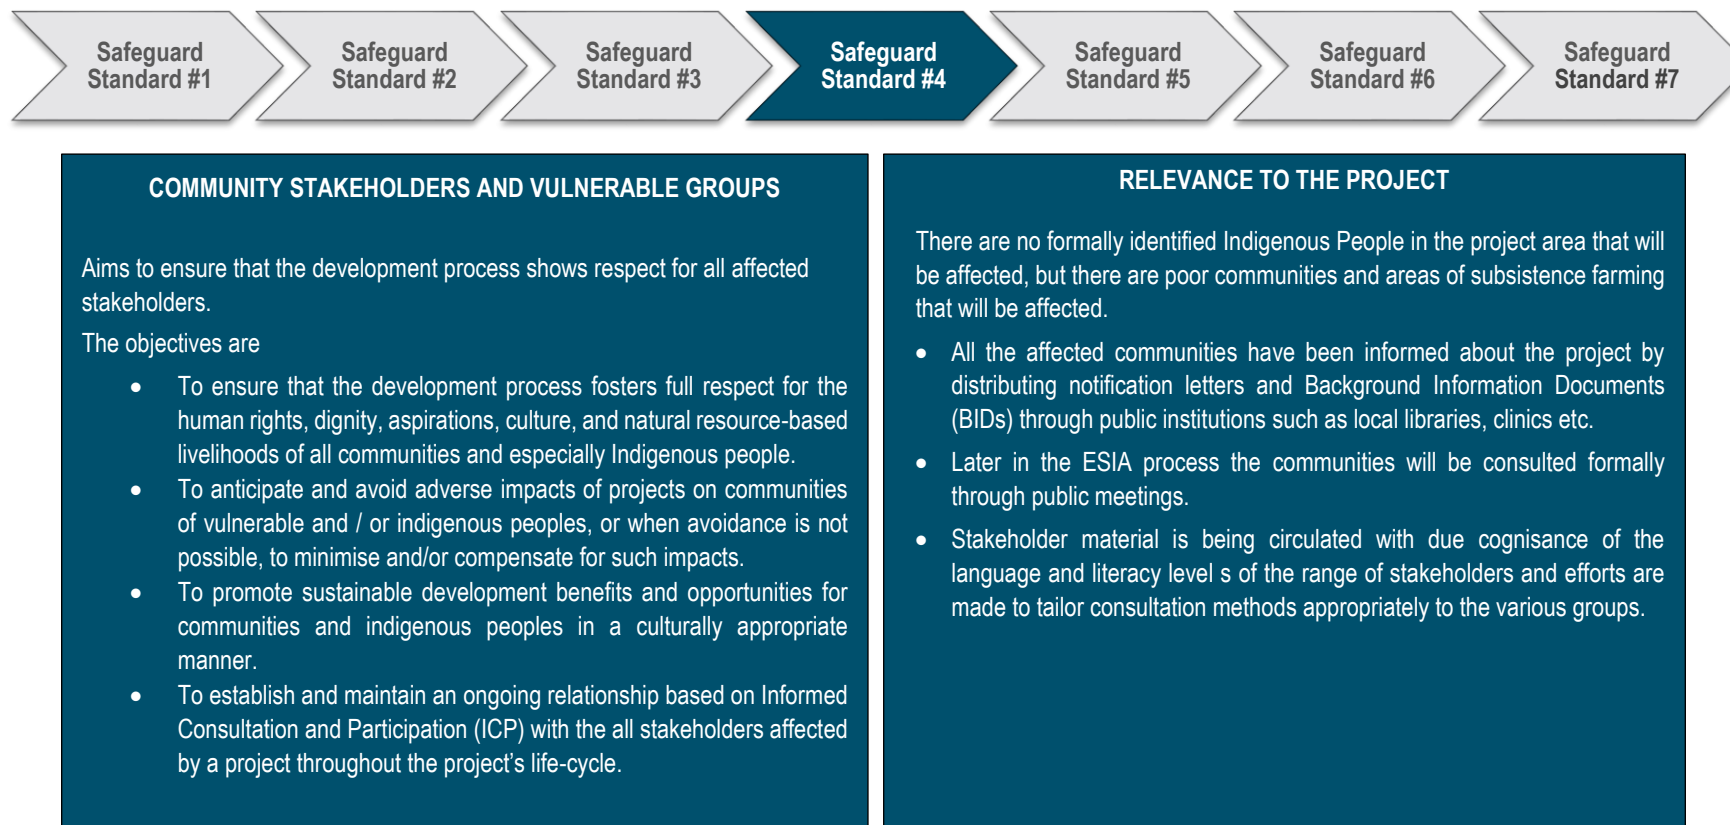 Safeguard
Standard #1
Safeguard
Standard #2
Safeguard
Standard #3
Safeguard
Standard #4
Safeguard
Standard #5
Safeguard
Standard #6
Safeguard
Standard #7
COMMUNITY STAKEHOLDERS AND VULNERABLE GROUPS
Aims to ensure that the development process shows respect for all affected
stakeholders.
The objectives are
• To ensure that the development process fosters full respect for the
human rights, dignity, aspirations, culture, and natural resource-based
livelihoods of all communities and especially Indigenous people.
• To anticipate and avoid adverse impacts of projects on communities
of vulnerable and / or indigenous peoples, or when avoidance is not
possible, to minimise and/or compensate for such impacts.
• To promote sustainable development benefits and opportunities for
communities and indigenous peoples in a culturally appropriate
manner.
• To establish and maintain an ongoing relationship based on Informed
Consultation and Participation (ICP) with the all stakeholders affected
by a project throughout the project's life-cycle.
RELEVANCE TO THE PROJECT
There are no formally identified Indigenous People in the project area that will
be affected, but there are poor communities and areas of subsistence farming
that will be affected.
• All the affected communities have been informed about the project by
distributing notification letters and Background Information Documents
(BIDs) through public institutions such as local libraries, clinics etc.
• Later in the ESIA process the communities will be consulted formally
through public meetings.
• Stakeholder material is being circulated with due cognisance of the
language and literacy level s of the range of stakeholders and efforts are
made to tailor consultation methods appropriately to the various groups.